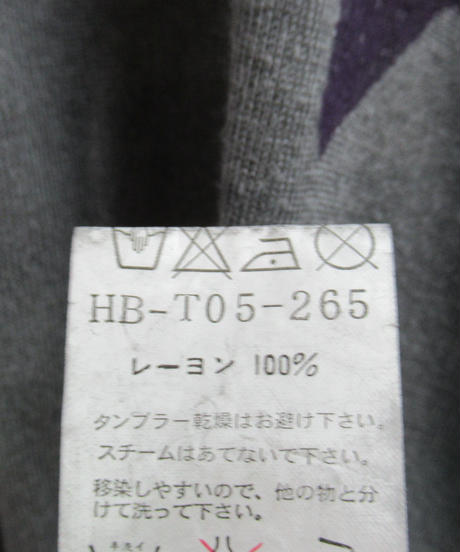 HB-T05-265
レーヨン 100%
タンブラー乾燥はお避け下さい。
スチームはあてないで下さい。
移染しやすいので、他の物と分
けて洗って下さい。